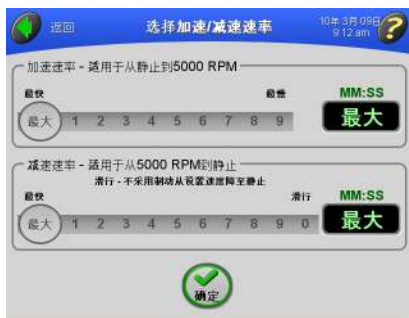 返回
选择加速/减速速率
10年 3月 09日
9:12 am
加速速率 - 适用于从静止到5000 RPM
最快
最慢
MM:SS
最大 1 2 3 4 5 6 7 8 9
最大
减速速率 - 适用于从5000 RPM到静止
滑行 - 不采用制动从设置速度降至静止
最快
滑行
MM:SS
最大 1 2 3 4 5 6 7 8 9 0
最大
确定